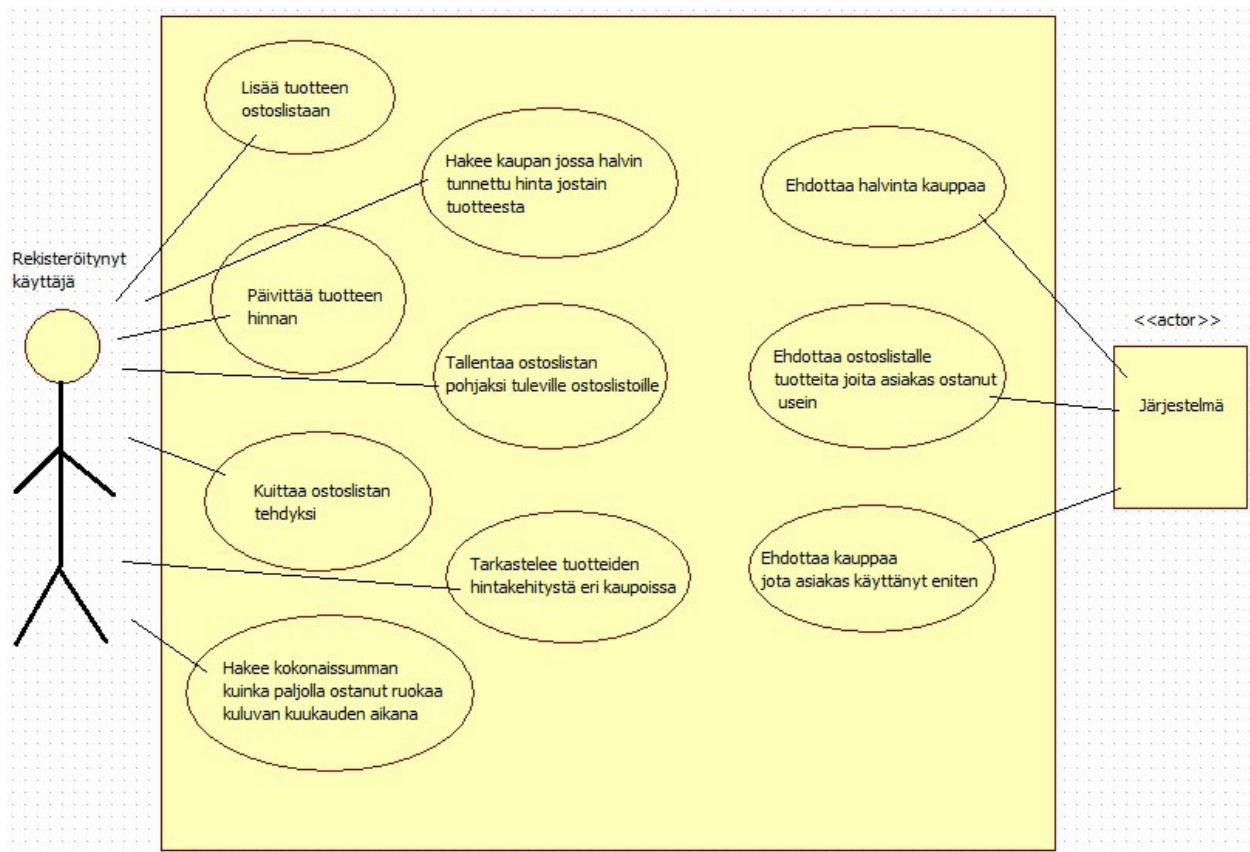 Lisää tuotteen
ostoslistaan
Hakee kaupan jossa halvin
tunnettu hinta jostain
tuotteesta
Ehdottaa halvinta kauppaa
Rekisteröitynyt
käyttäjä
Päivittää tuotteen
hinnan
<<actor>>
Järjestelmä
Tallentaa ostoslistan
pohjaksi tuleville ostoslistoille
Ehdottaa ostoslistalle
tuotteita joita asiakas ostanut
usein
Kuittaa ostoslistan
tehdyksi
Tarkastelee tuotteiden
hintakehitystä eri kaupoissa
Ehdottaa kauppaa
jota asiakas käyttänyt eniten
Hakee kokonaissumman
kuinka paljolla ostanut ruokaa
kuluvan kuukauden aikana